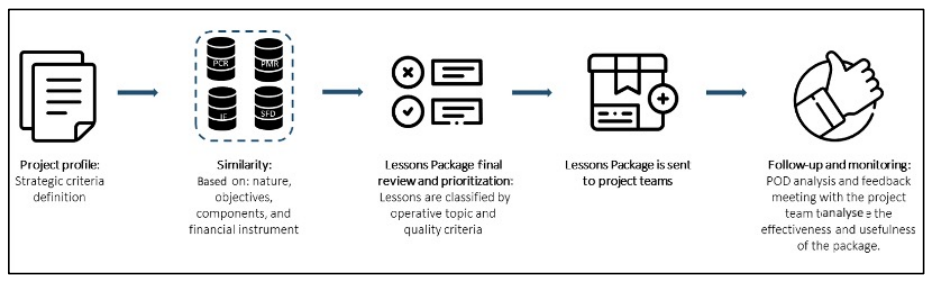 PCR
PMR
IF
SFD
Project profile:
Strategic criteria
definition
Similarity:
Based on: nature,
objectives,
components, and
financial instrument
Lessons Package final
review and prioritization:
Lessons are classified by
operative topic and
quality criteria
Lessons Package is sent
to project teams
Follow-up and monitoring:
POD analysis and feedback
meeting with the project
team analyse the
effectiveness and usefulness
of the package.